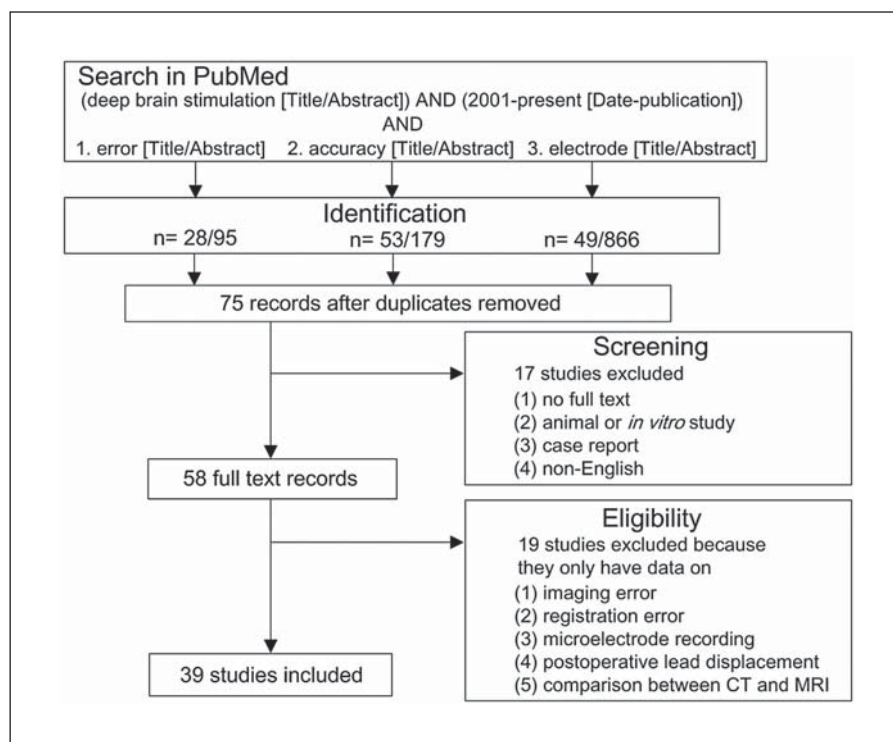 Search in PubMed
(deep brain stimulation [Title/Abstract]) AND (2001-present [Date-publication])
AND
1. error [Title/Abstract] 2. accuracy [Title/Abstract] 3. electrode [Title/Abstract]
Identification
n= 28/95 n= 53/179 n= 49/866
75 records after duplicates removed
Screening
17 studies excluded
(1) no full text
(2) animal or in vitro study
(3) case report
(4) non-English
58 full text records
Eligibility
19 studies excluded because
they only have data on
(1) imaging error
(2) registration error
(3) microelectrode recording
(4) postoperative lead displacement
(5) comparison between CT and MRI
39 studies included